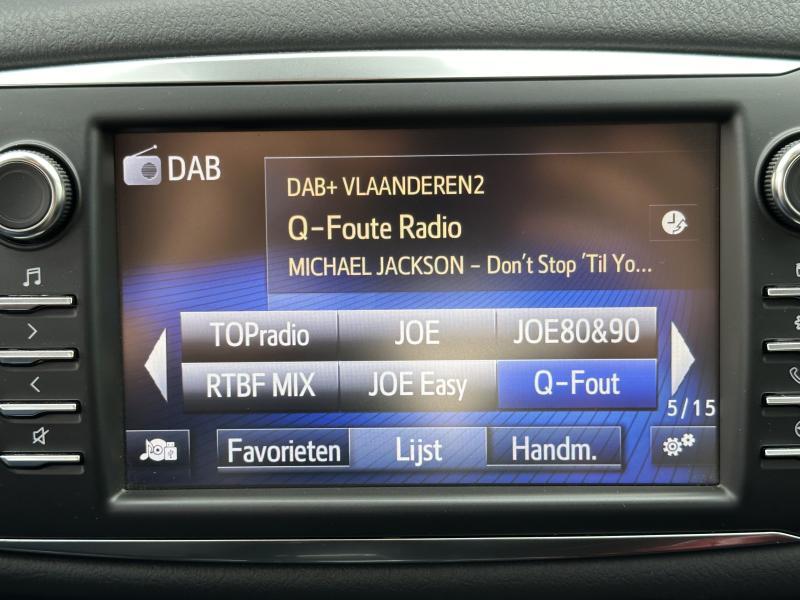 DAB
DAB+ VLAANDEREN2
Q-Foute Radio
MICHAEL JACKSON - Don't Stop 'Til Yo...
TOPradio JOE JOE80&90
RTBF MIX JOE Easy Q-Fout
5/15
Favorieten Lijst Handm.